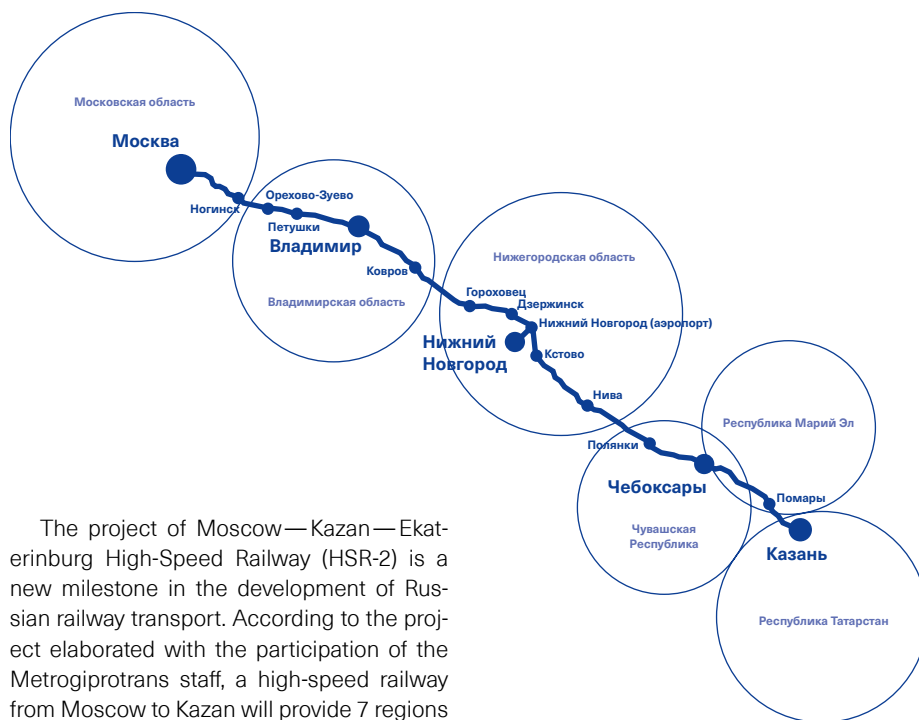 Московская область
Москва
Орехово-Зуево
Ногинск
Петушки
Владимир
Ковров
Владимирская область
Нижегородская область
Гороховец
Дзержинск
Нижний Новгород (аэропорт)
Нижний
Новгород
Кстово
Нива
Республика Марий Эл
Полянки
Чебоксары
Помары
Чувашская
Республика
Казань
Республика Татарстан
The project of Moscow — Kazan — Ekat-
erinburg High-Speed Railway (HSR-2) is a
new milestone in the development of Rus-
sian railway transport. According to the proj-
ect elaborated with the participation of the
Metrogiprotrans staff, a high-speed railway
from Moscow to Kazan will provide 7 regions